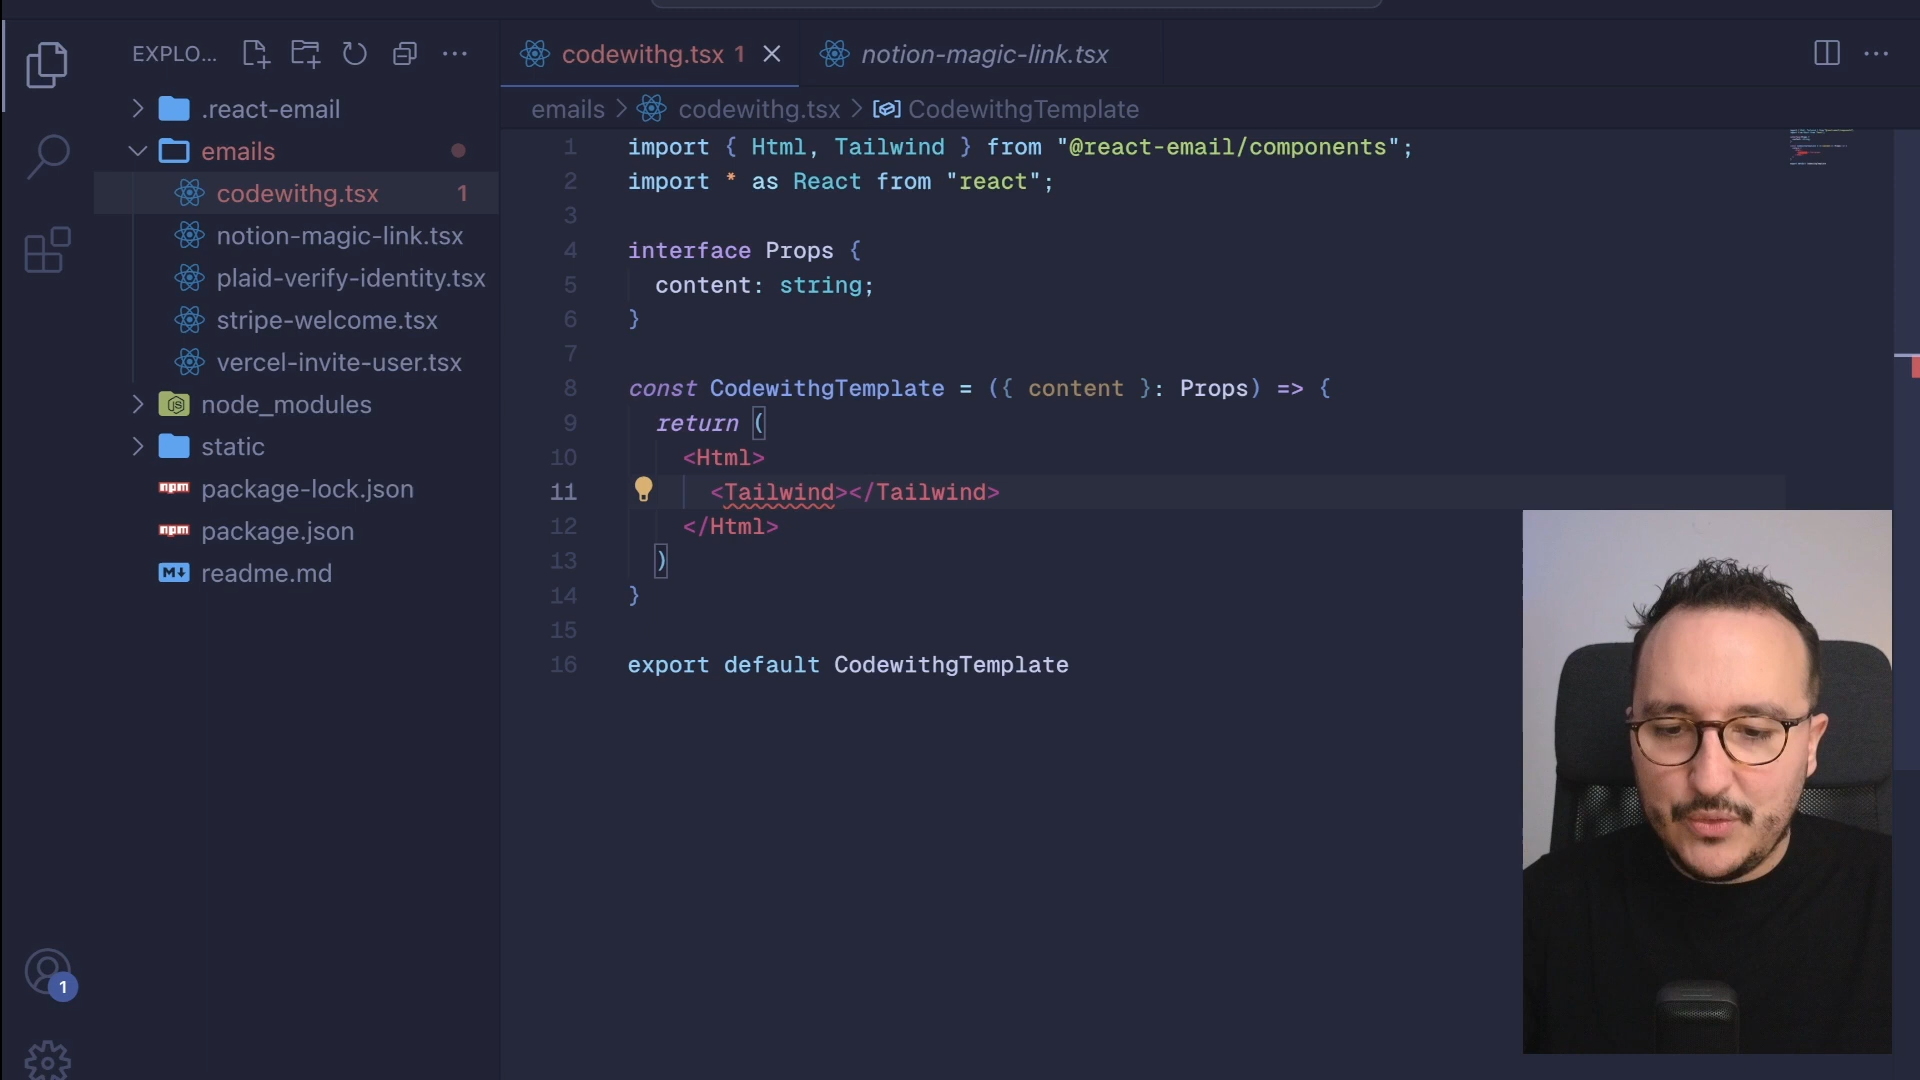 EXPLO...
.react-email
emails
codewithg.tsx 1
notion-magic-link.tsx
plaid-verify-identity.tsx
stripe-welcome.tsx
vercel-invite-user.tsx
node_modules
static
package-lock.json
package.json
readme.md
1
codewithg.tsx 1
notion-magic-link.tsx
emails > codewithg.tsx > CodewithgTemplate
1 import { Html, Tailwind } from "@react-email/components";
2 import * as React from "react";
3
4 interface Props {
5 content: string;
6 }
7
8 const CodewithgTemplate = ({ content }: Props) => {
9 return (
10 <Html>
11 <Tailwind></Tailwind>
12 </Html>
13 )
14 }
15
16 export default CodewithgTemplate